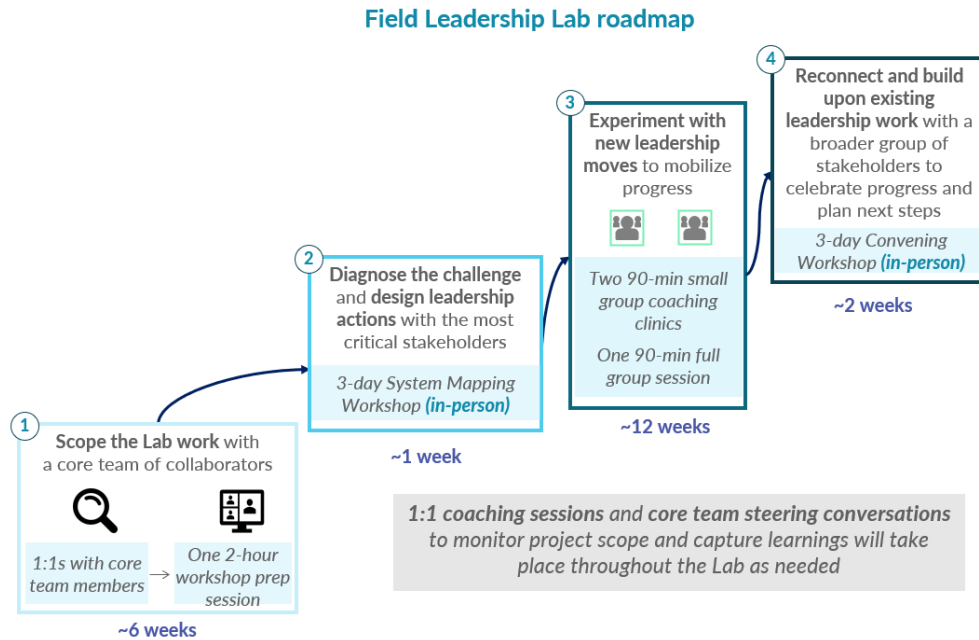 Field Leadership Lab roadmap
1
Scope the Lab work with
a core team of collaborators
1:1s with core
team members
One 2-hour
workshop prep
session
~6 weeks
2
Diagnose the challenge
and design leadership
actions with the most
critical stakeholders
3-day System Mapping
Workshop (in-person)
~1 week
3
Experiment with
new leadership
moves to mobilize
progress
Two 90-min small
group coaching
clinics
One 90-min full
group session
~12 weeks
4
Reconnect and build
upon existing
leadership work with a
broader group of
stakeholders to
celebrate progress and
plan next steps
3-day Convening
Workshop (in-person)
~2 weeks
1:1 coaching sessions and core team steering conversations
to monitor project scope and capture learnings will take
place throughout the Lab as needed